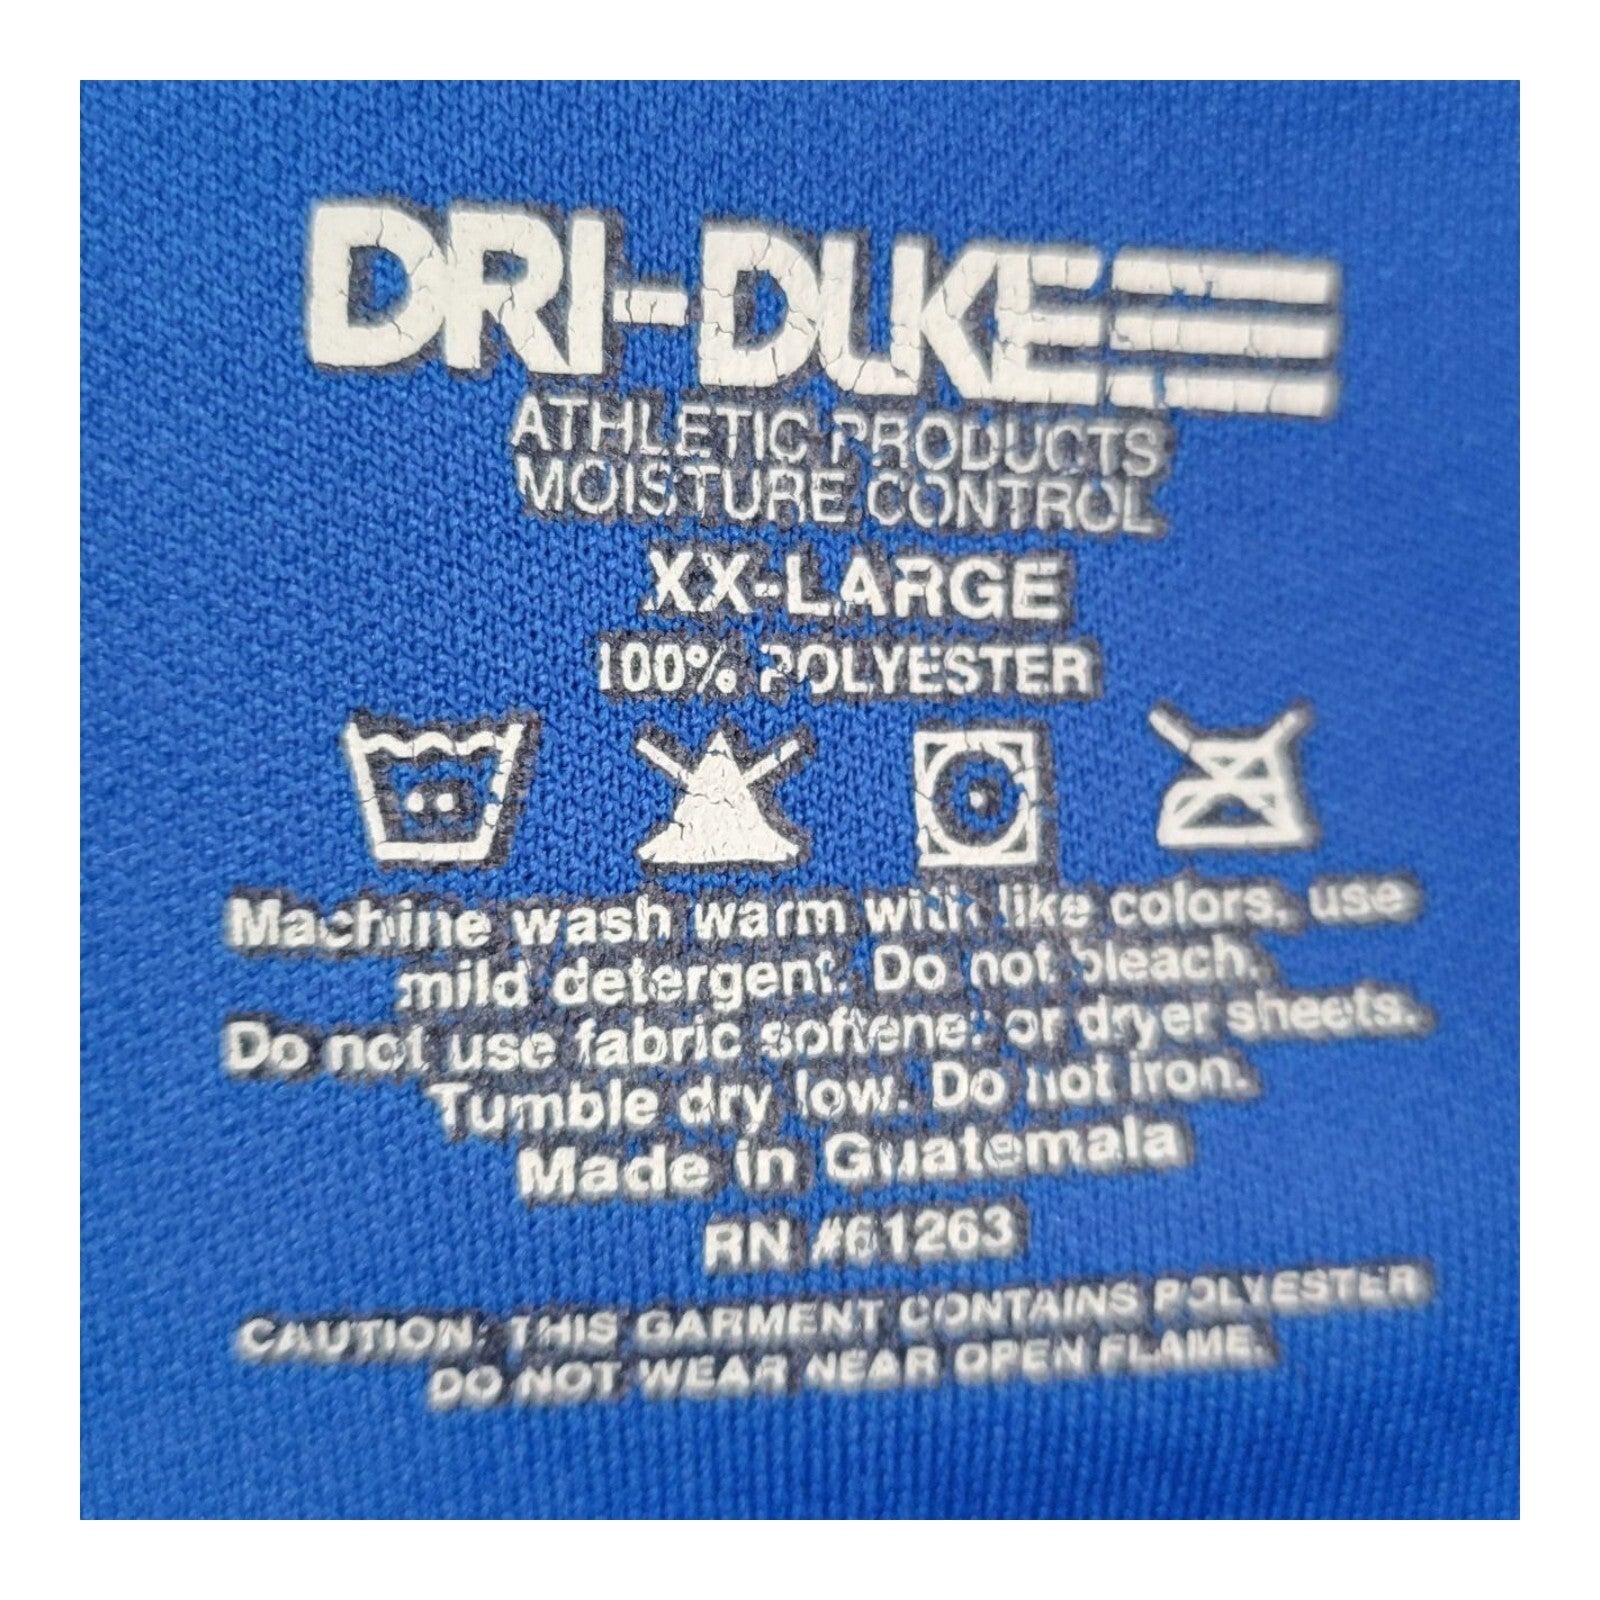 DRI-DUKE
ATHLETIC PRODUCTS
MOISTURE CONTROL
XX-LARGE
100% POLYESTER
Machine wash warm with like colors, use
mild detergent. Do not bleach.
Do not use fabric softener or dryer sheets.
Tumble dry low. Do not iron.
Made in Guatemala
RN #61263
CAUTION: THIS GARMENT CONTAINS POLYESTER
DO NOT WEAR NEAR OPEN FLAME.